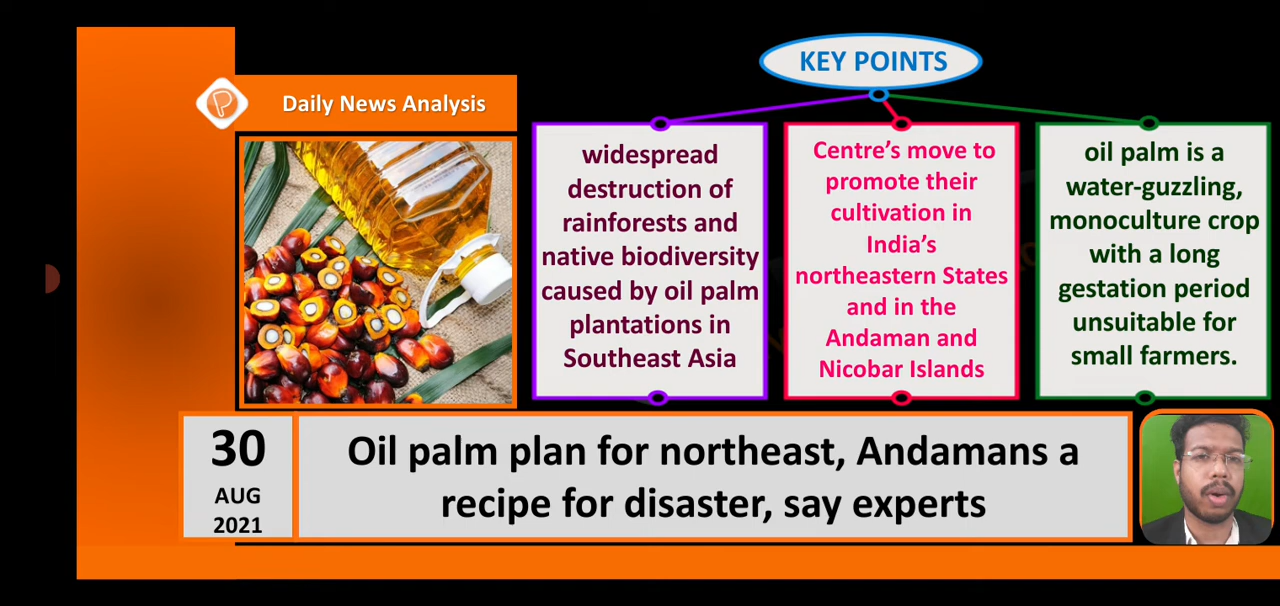 KEY POINTS
Daily News Analysis
widespread
destruction of
rainforests and
native biodiversity
caused by oil palm
plantations in
Southeast Asia
Centre's move to
promote their
cultivation in
India's
northeastern States
and in the
Andaman and
Nicobar Islands
oil palm is a
water-guzzling,
monoculture crop
with a long
gestation period
unsuitable for
small farmers.
30
AUG
2021
Oil palm plan for northeast, Andamans a
recipe for disaster, say experts